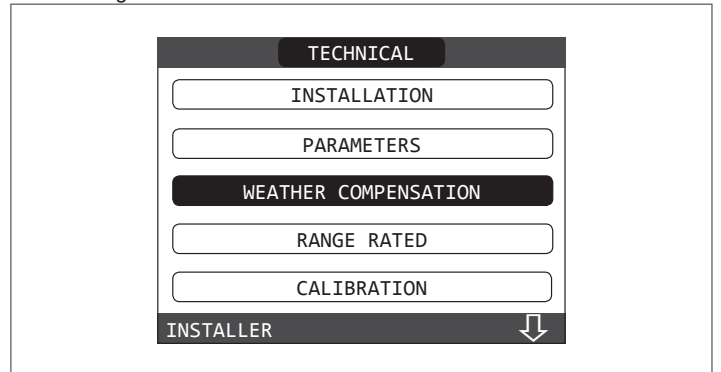 TECHNICAL
INSTALLATION
PARAMETERS
WEATHER COMPENSATION
RANGE RATED
CALIBRATION
INSTALLER